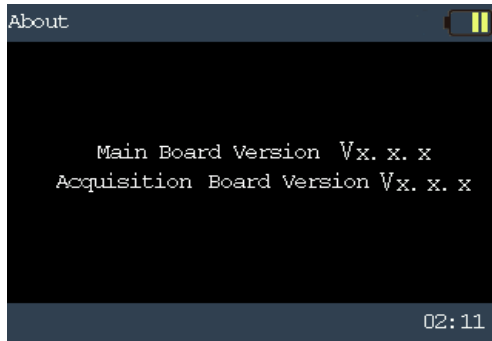 About
Main Board Version Vx. x. x
Acquisition Board Version Vx. x. x
02:11